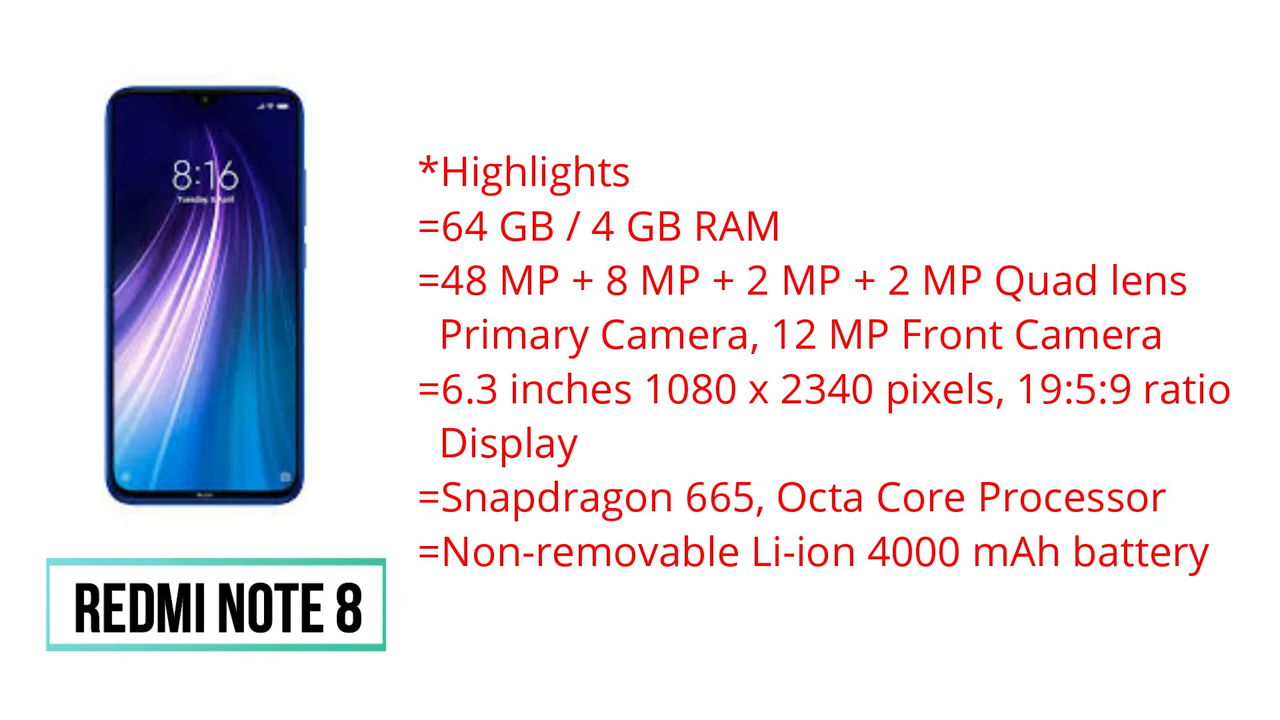 8:16
*Highlights
=64 GB / 4 GB RAM
=48 MP + 8 MP + 2 MP + 2 MP Quad lens
Primary Camera, 12 MP Front Camera
=6.3 inches 1080 x 2340 pixels, 19:5:9 ratio
Display
=Snapdragon 665, Octa Core Processor
=Non-removable Li-ion 4000 mAh battery
REDMI NOTE 8